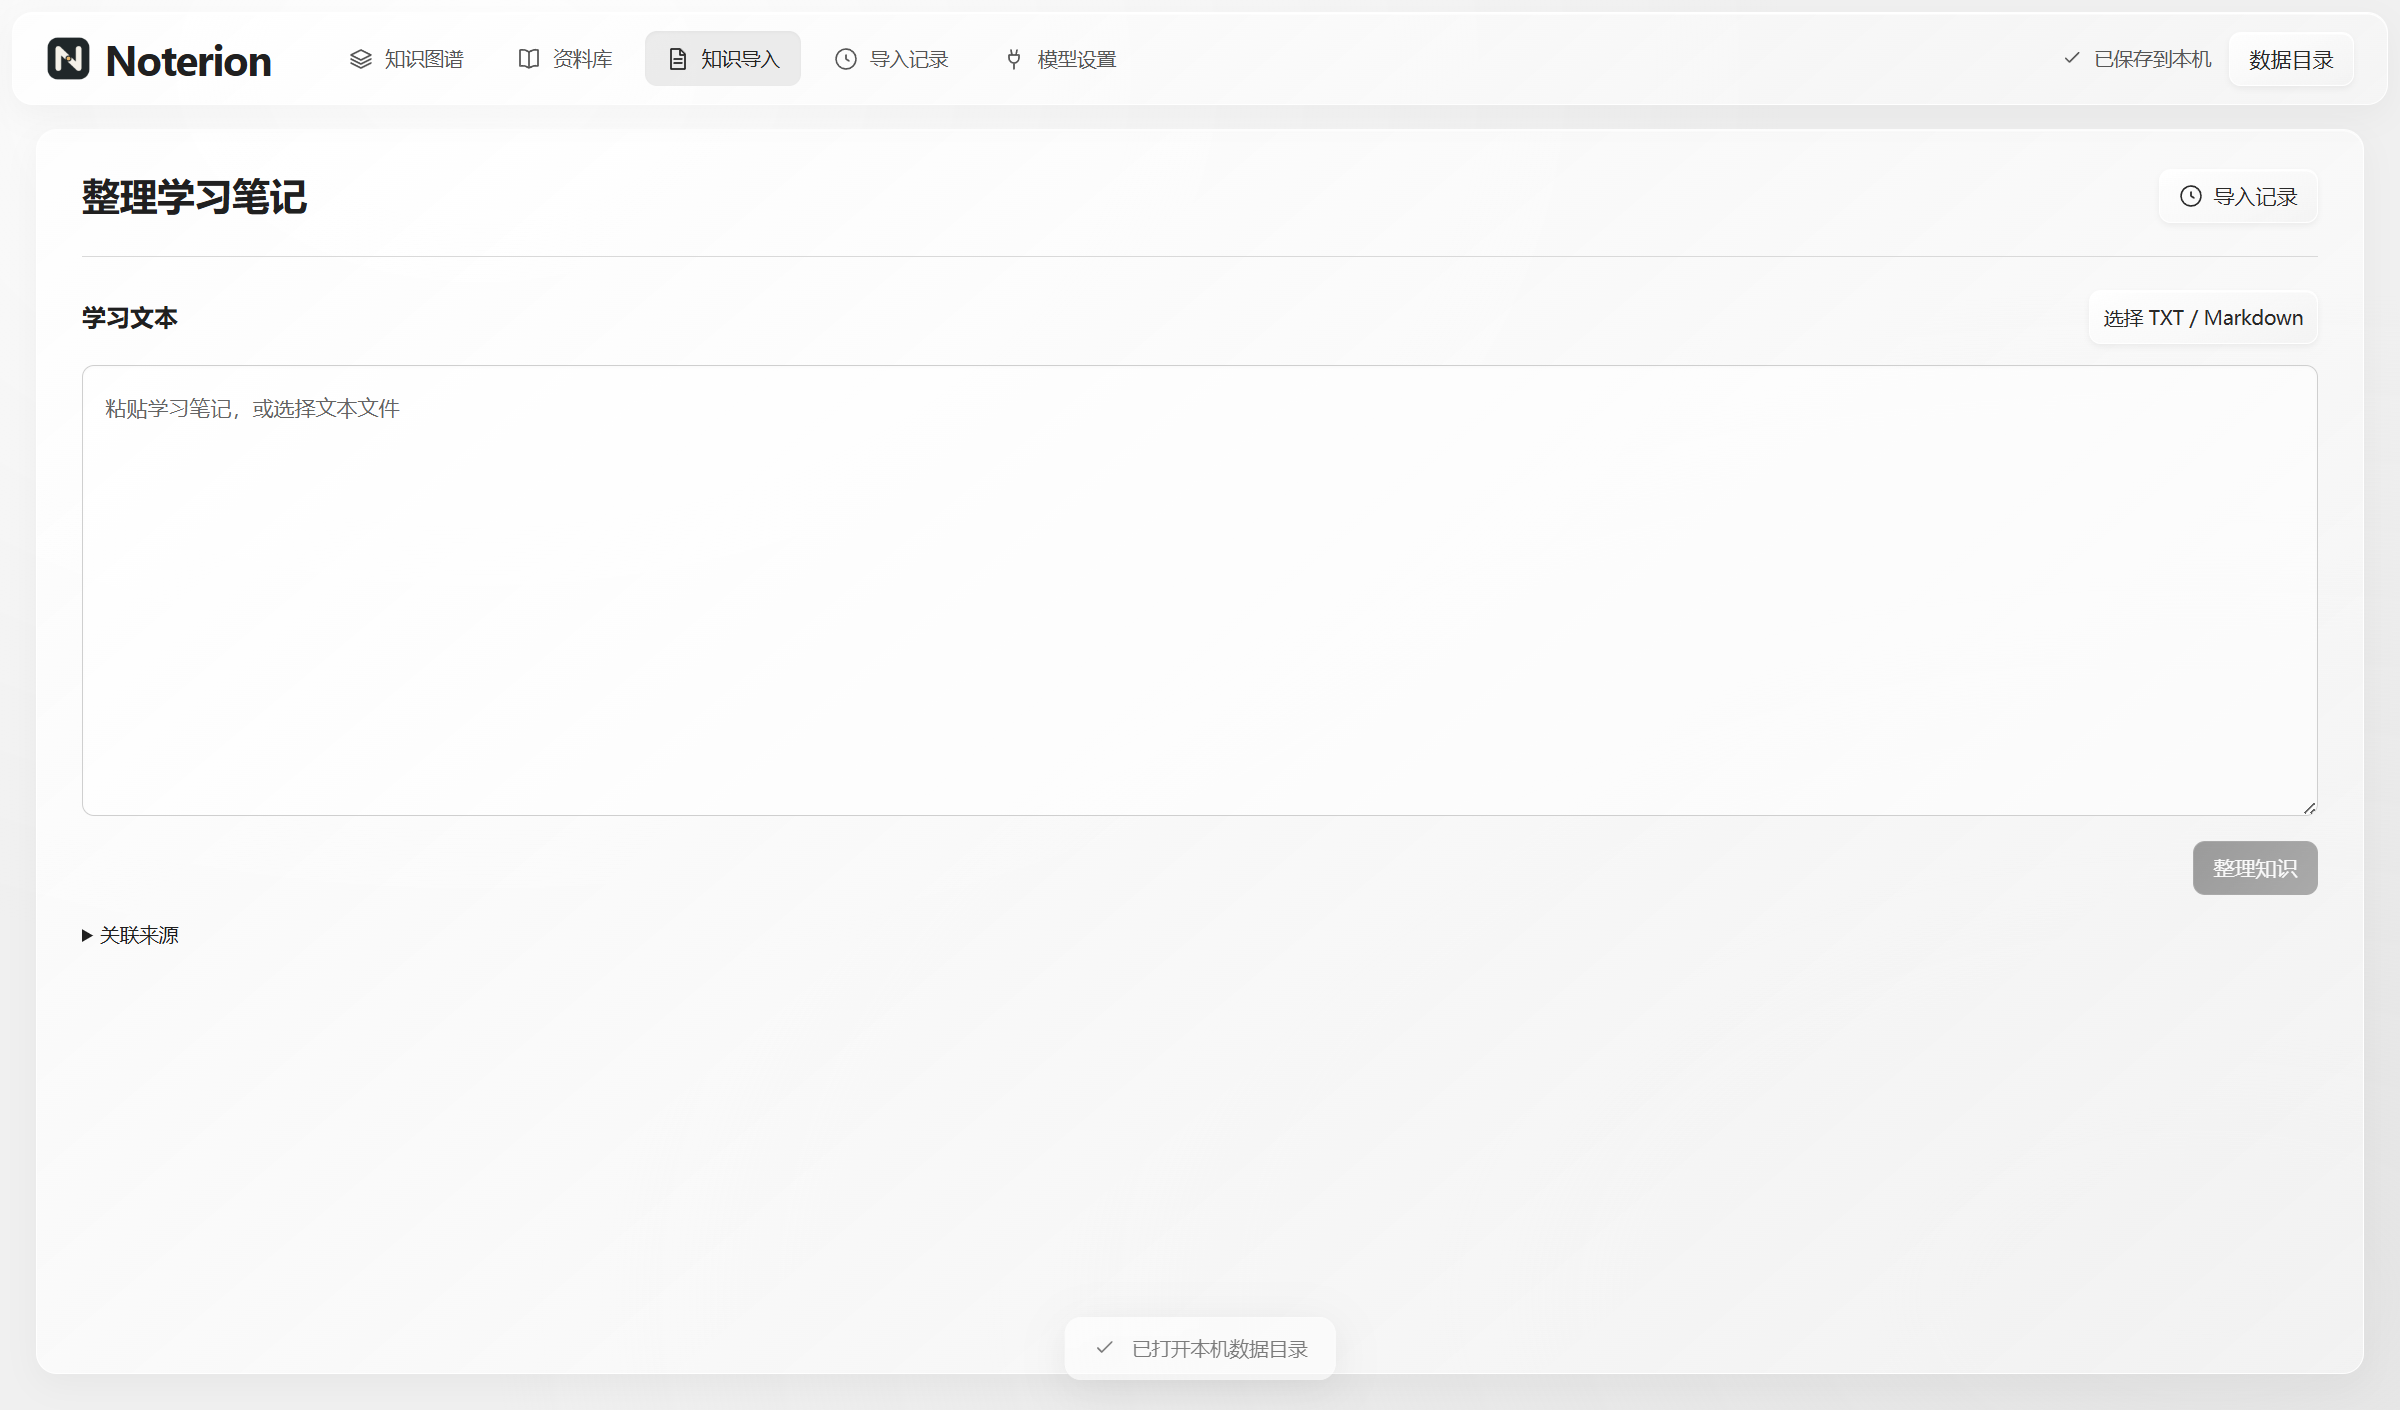 Noterion
知识图谱
资料库
知识导入
导入记录
模型设置
已保存到本机
数据目录
整理学习笔记
导入记录
学习文本
选择 TXT / Markdown
粘贴学习笔记，或选择文本文件
整理知识
关联来源
已打开本机数据目录